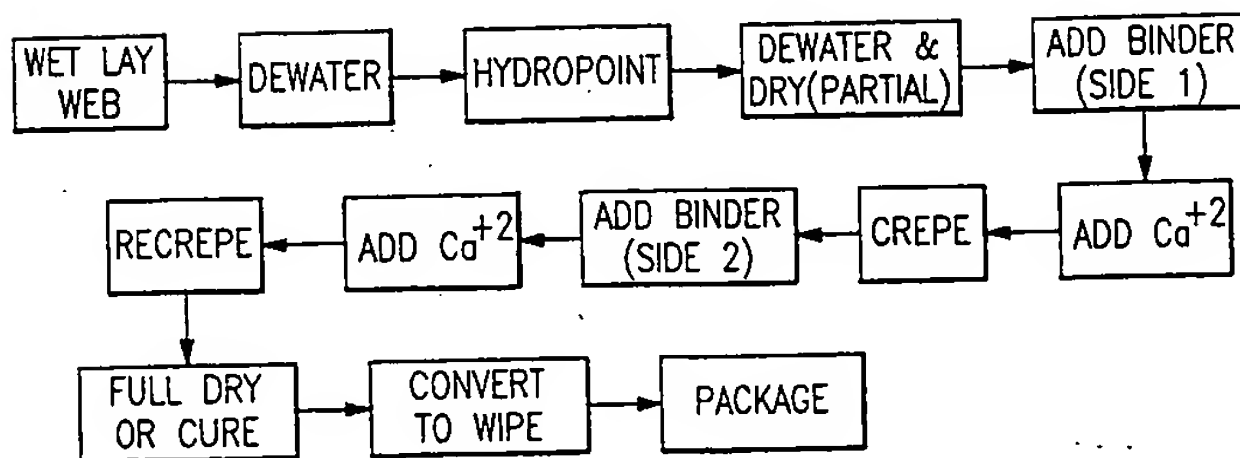 WET LAY
WEB
DEWATER
HYDROPOINT
DEWATER &
DRY(PARTIAL)
ADD BINDER
(SIDE 1)
ADD Ca+2
CREPE
ADD BINDER
(SIDE 2)
ADD Ca+2
RECREPE
FULL DRY
OR CURE
CONVERT
TO WIPE
PACKAGE